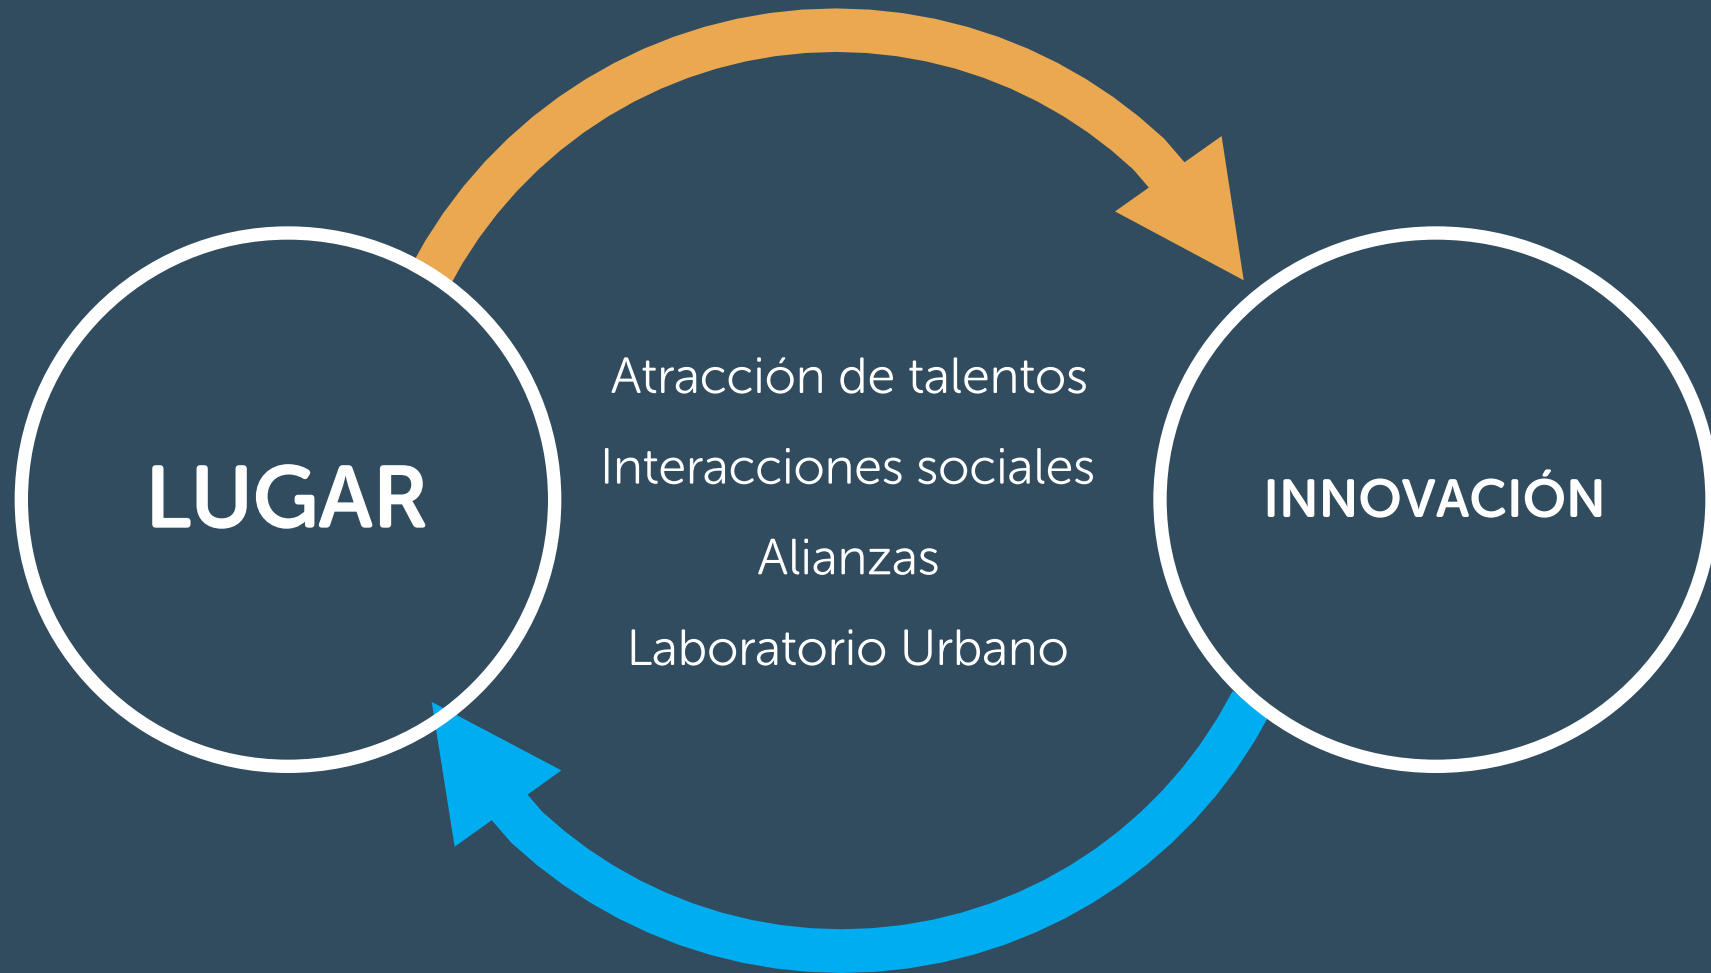 LUGAR
Atracción de talentos
Interacciones sociales
Alianzas
Laboratorio Urbano
INNOVACIÓN